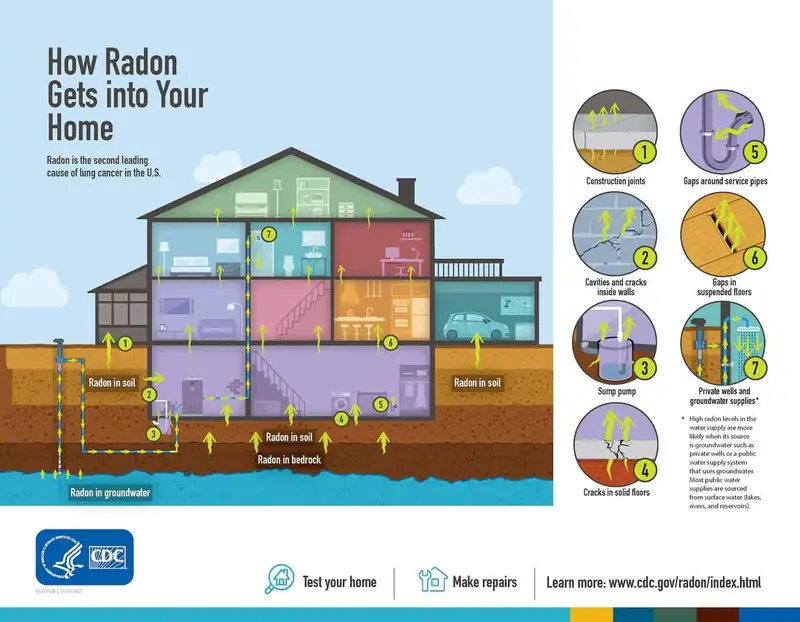 How Radon
Gets into Your
Home
Radon is the second leading
cause of lung cancer in the U.S.
7
1
Radon in soil
2
3
6
5
4
Radon in soil
Radon in soil
Radon in bedrock
Radon in groundwater
1
Construction joints
5
Gaps around service pipes
2
Cavities and cracks
inside walls
6
Gaps in
suspended floors
3
Sump pump
7
Private wells and
groundwater supplies*
4
Cracks in solid floors
* High radon levels in the
water supply are more
likely when its source
is groundwater such as
private wells or a public
water supply system
that uses groundwater.
Most public water
supplies are sourced
from surface water (lakes,
rivers, and reservoirs).
CDC
Test your home
Make repairs
Learn more: www.cdc.gov/radon/index.html